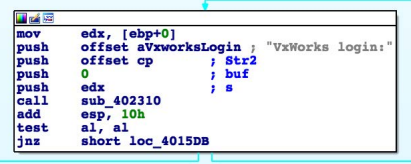 mov edx, [ebp+0]
push offset aVxworksLogin ; "VxWorks login:"
push offset cp ; Str2
push 0 ; buf
push edx ; s
call sub_402310
add esp, 10h
test al, al
jnz short loc_4015DB